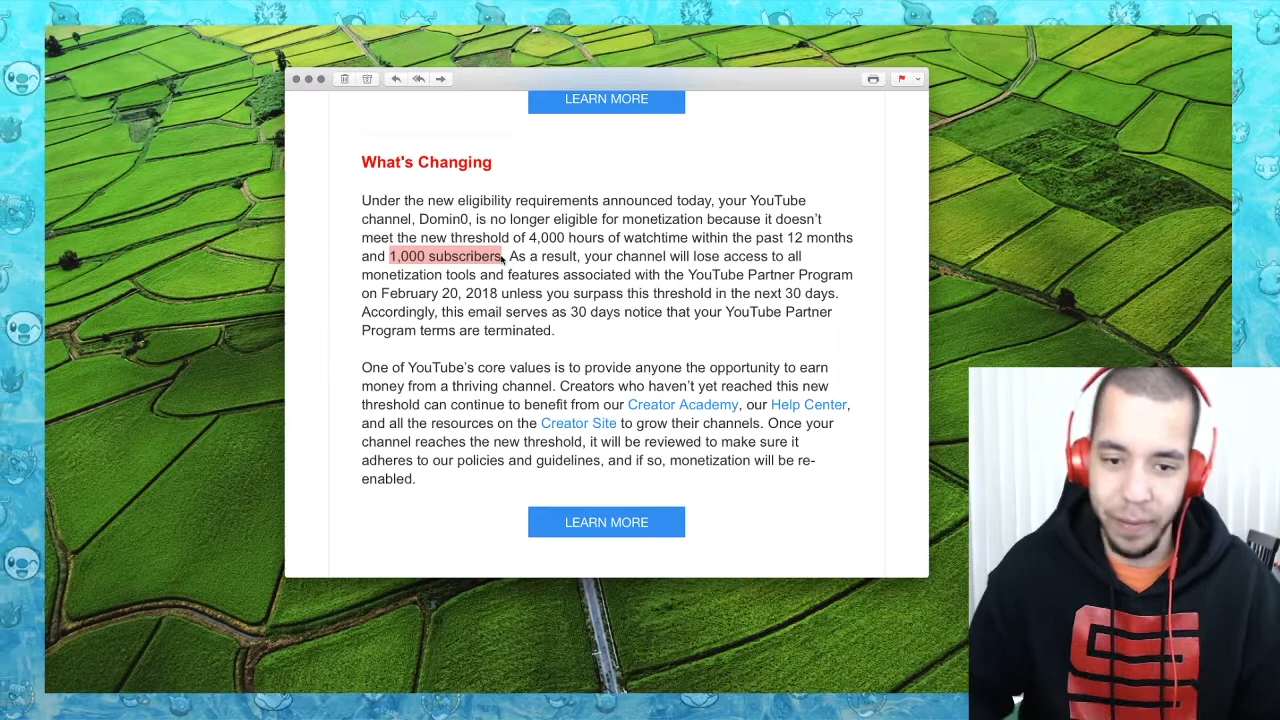 LEARN MORE
What's Changing
Under the new eligibility requirements announced today, your YouTube
channel, Domin0, is no longer eligible for monetization because it doesn’t
meet the new threshold of 4,000 hours of watchtime within the past 12 months
and 1,000 subscribers. As a result, your channel will lose access to all
monetization tools and features associated with the YouTube Partner Program
on February 20, 2018 unless you surpass this threshold in the next 30 days.
Accordingly, this email serves as 30 days notice that your YouTube Partner
Program terms are terminated.
One of YouTube’s core values is to provide anyone the opportunity to earn
money from a thriving channel. Creators who haven’t yet reached this new
threshold can continue to benefit from our Creator Academy, our Help Center,
and all the resources on the Creator Site to grow their channels. Once your
channel reaches the new threshold, it will be reviewed to make sure it
adheres to our policies and guidelines, and if so, monetization will be re-
enabled.
LEARN MORE